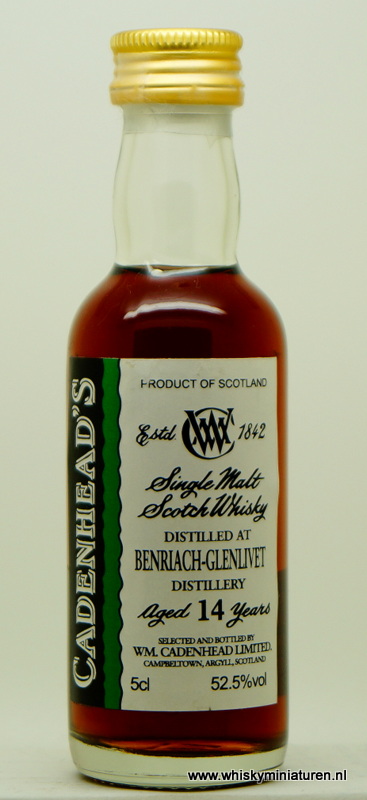 CADENHEAD'S
PRODUCT OF SCOTLAND
Estd 1842
Single Malt
Scotch Whisky
DISTILLED AT
BENRIACH-GLENLIVET
DISTILLERY
Aged 14 Years
SELECTED AND BOTTLED BY
WM. CADENHEAD LIMITED.
CAMPBELTOWN, ARGYLL, SCOTLAND
5cl 52.5%vol
www.whiskyminiaturen.nl